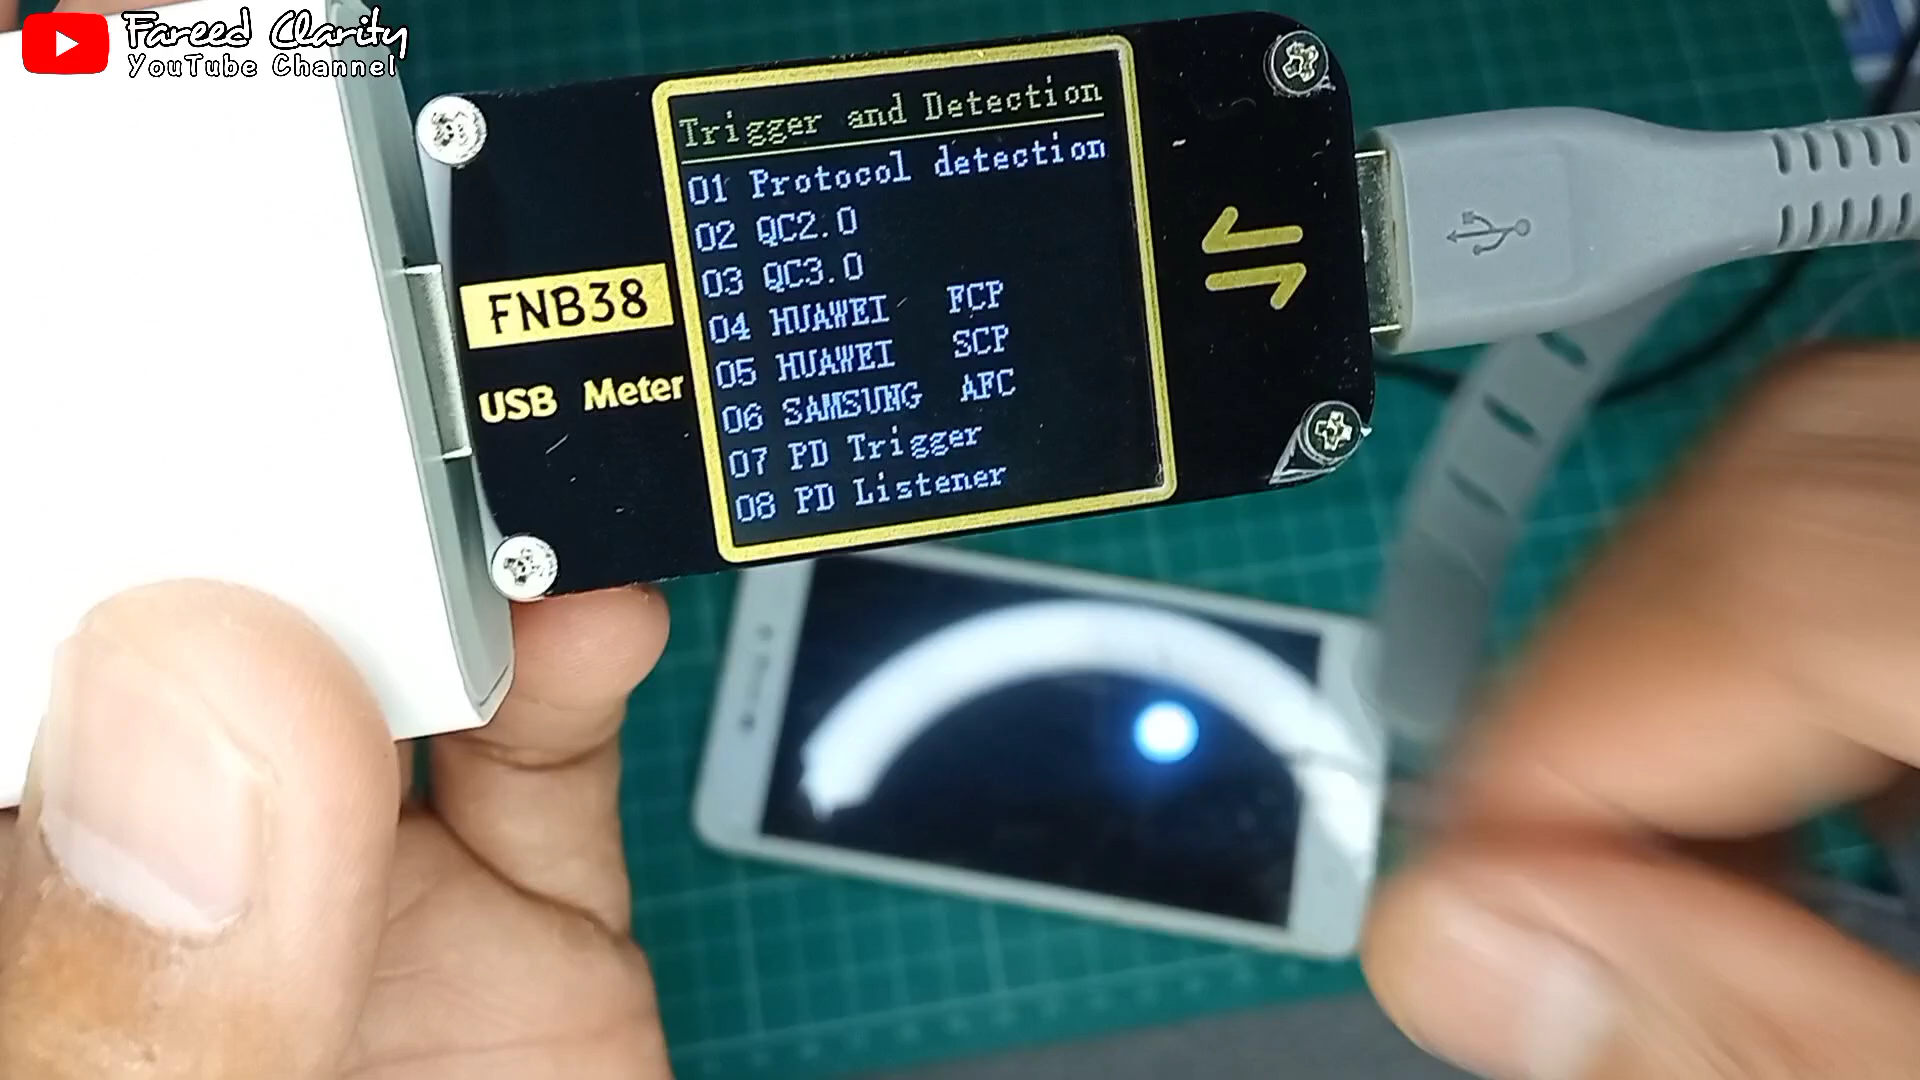 Fareed Clarity
YouTube Channel
Trigger and Detection
01 Protocol detection
02 QC2.0
03 QC3.0
04 HUAWEI FCP
05 HUAWEI SCP
06 SAMSUNG AFC
07 PD Trigger
08 PD Listener
FNB38
USB Meter